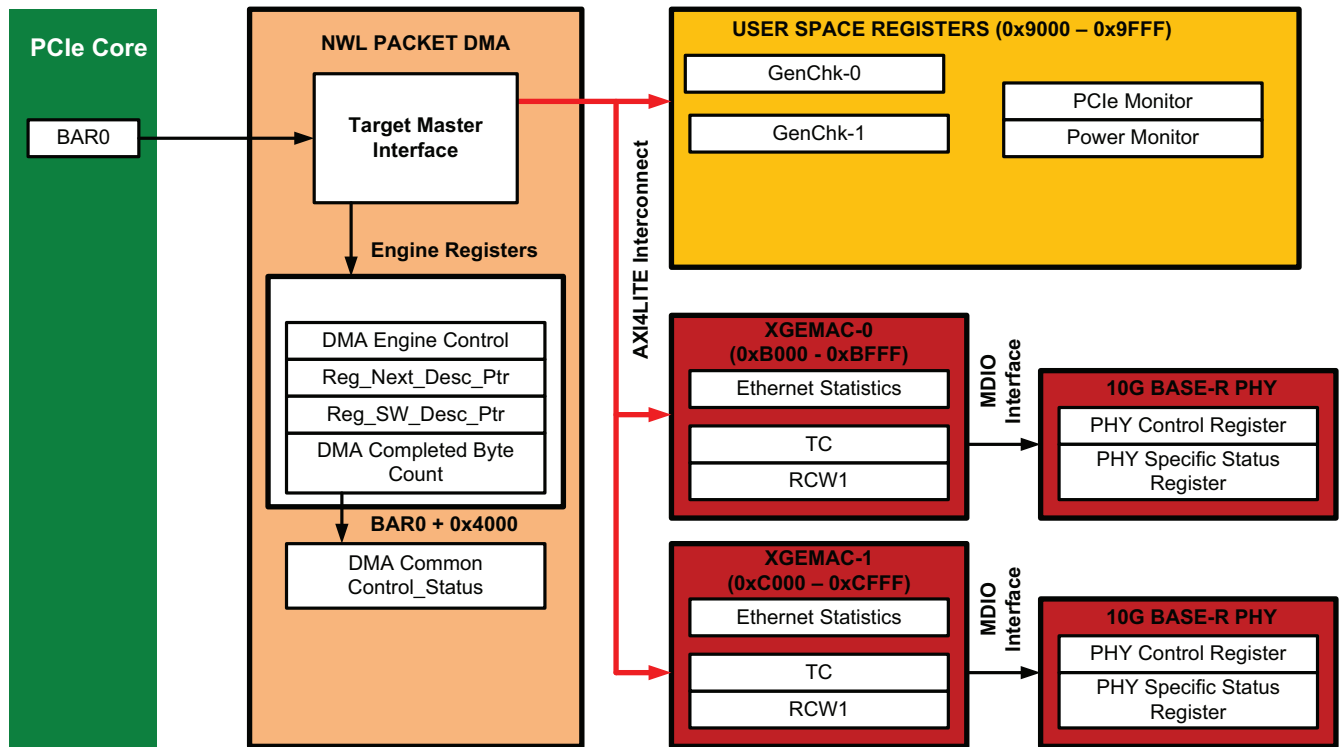 PCIe Core
BAR0
NWL PACKET DMA
Target Master
Interface
Engine Registers
DMA Engine Control
Reg_Next_Desc_Ptr
Reg_SW_Desc_Ptr
DMA Completed Byte
Count
BAR0 + 0x4000
DMA Common
Control_Status
AXI4LITE Interconnect
USER SPACE REGISTERS (0x9000 – 0x9FFF)
GenChk-0
GenChk-1
PCIe Monitor
Power Monitor
XGEMAC-0
(0xB000 - 0xBFFF)
Ethernet Statistics
TC
RCW1
MDIO
Interface
10G BASE-R PHY
PHY Control Register
PHY Specific Status
Register
XGEMAC-1
(0xC000 – 0xCFFF)
Ethernet Statistics
TC
RCW1
MDIO
Interface
10G BASE-R PHY
PHY Control Register
PHY Specific Status
Register